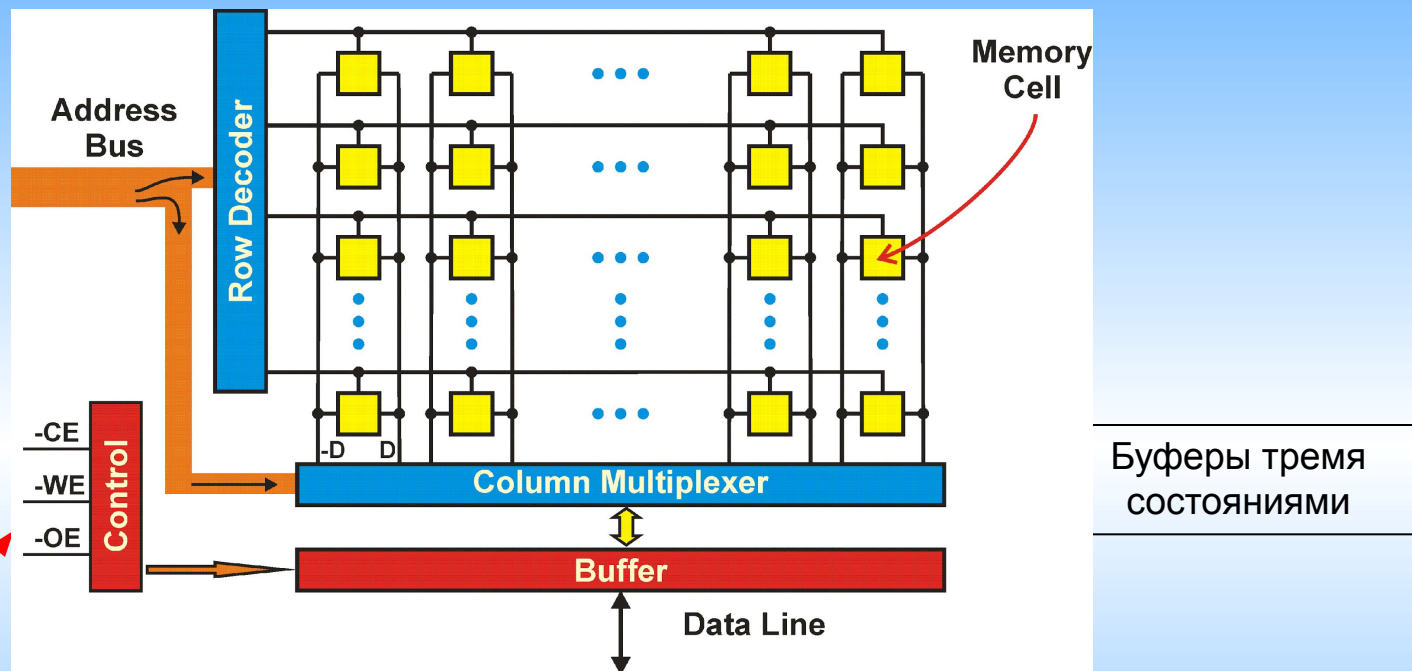 Memory
Cell
Address
Bus
Row Decoder
-CE
-WE
-OE
Control
-D
D
Column Multiplexer
Буферы тремя
состояниями
Buffer
Data Line